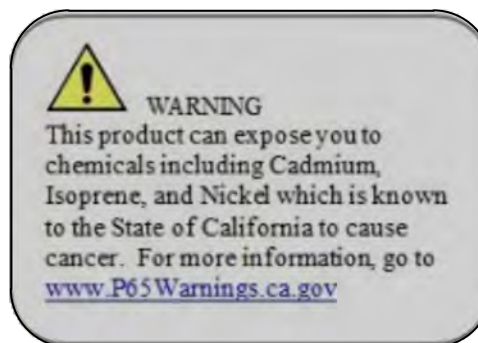 WARNING
This product can expose you to
chemicals including Cadmium,
Isoprene, and Nickel which is known
to the State of California to cause
cancer.  For more information, go to
www.P65Warnings.ca.gov